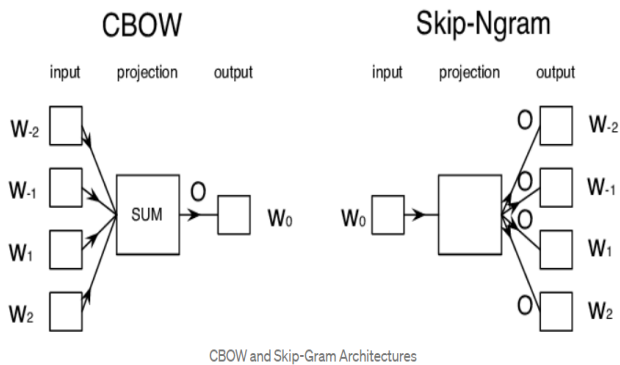 CBOW Skip-Ngram
input projection output input projection output
W-2 O W-2
W-1 O O W-1
SUM W0 W0
W1 O W1
W2 O W2
CBOW and Skip-Gram Architectures